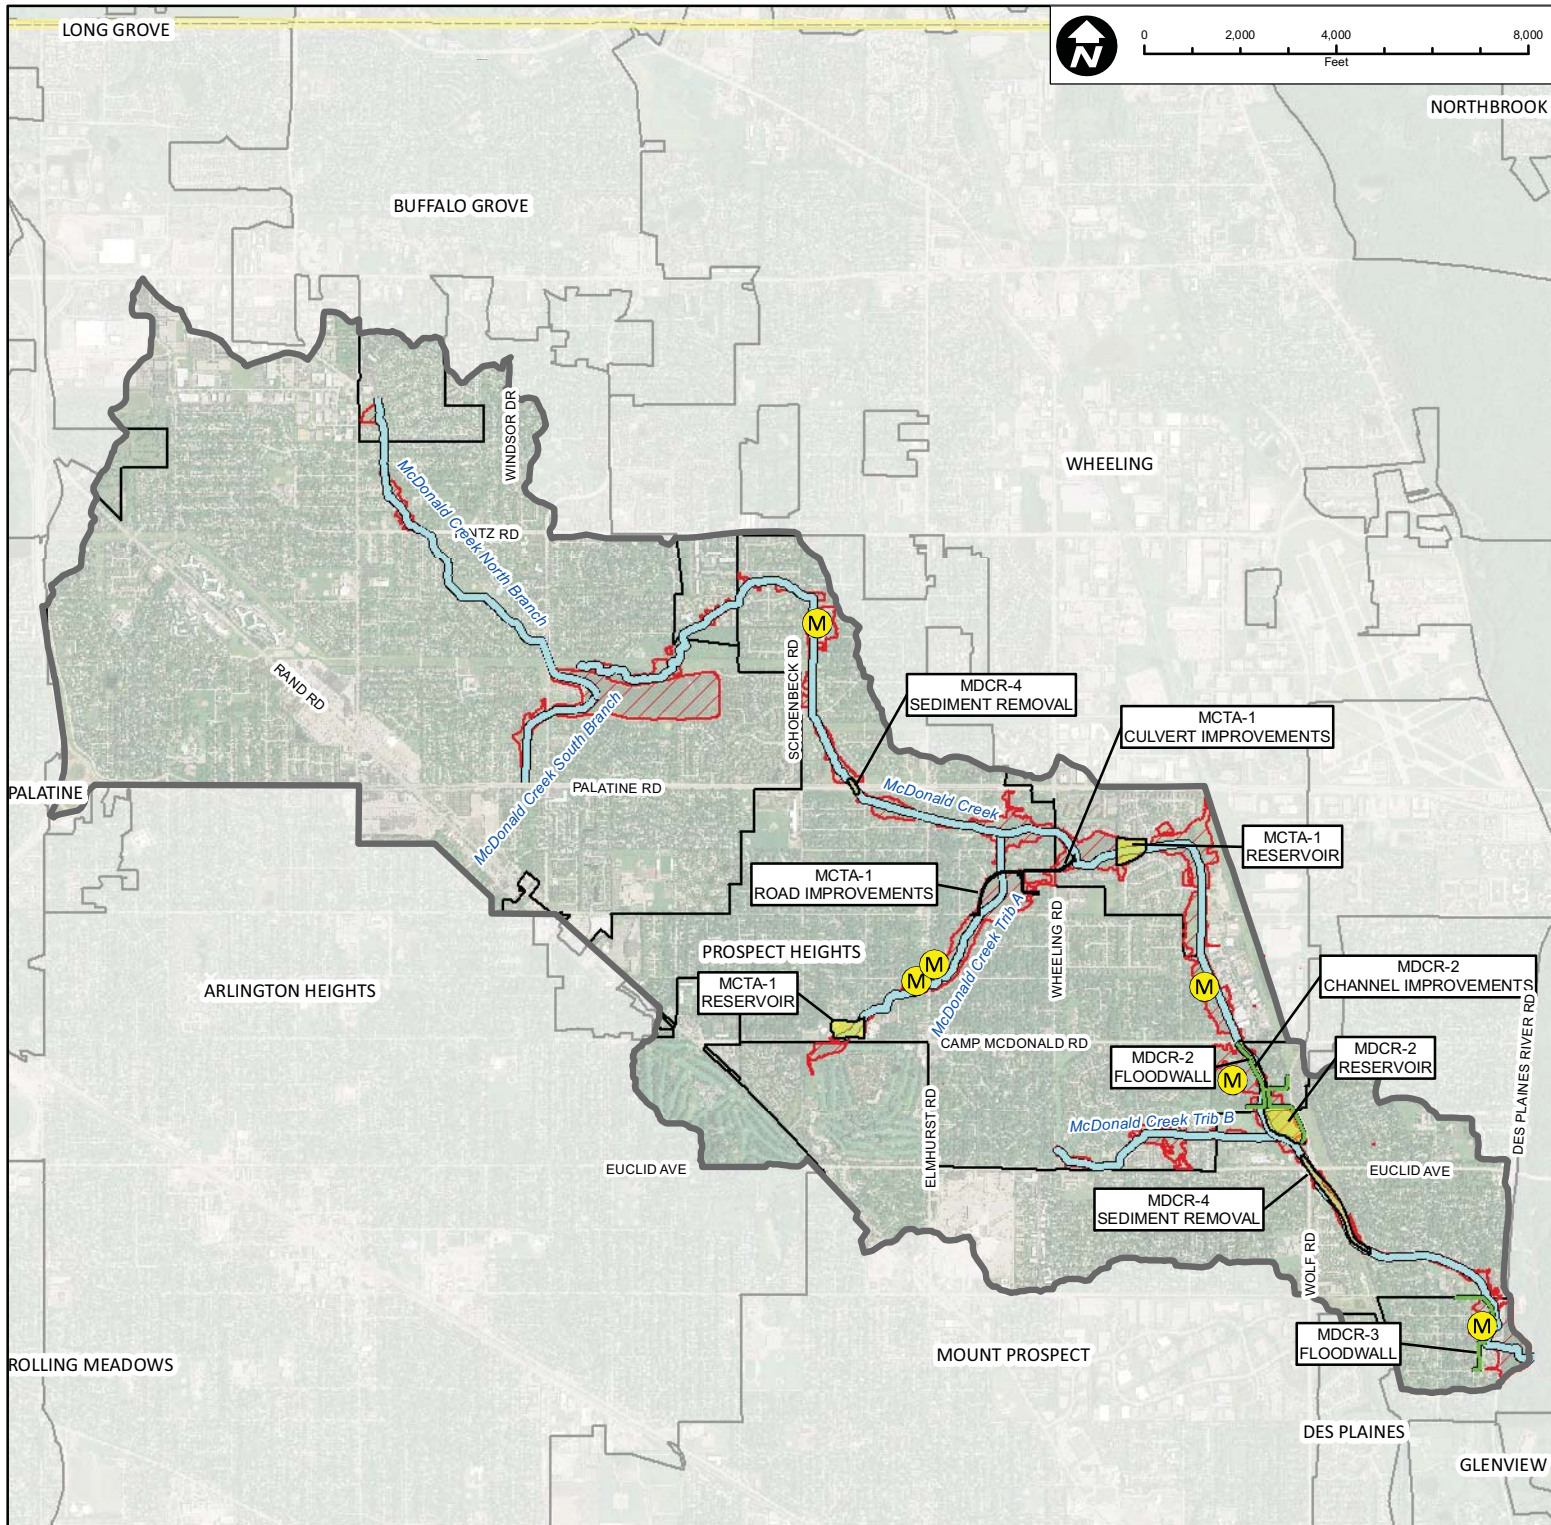 LONG GROVE
N
0 2,000 4,000 8,000
Feet
NORTHBROOK
BUFFALO GROVE
WINDSOR DR
WHEELING
McDonald Creek North Branch
NTZ RD
M
RAND RD
SCHOENBECK RD
MDCR-4
SEDIMENT REMOVAL
MCTA-1
CULVERT IMPROVEMENTS
McDonald Creek South Branch
PALATINE
PALATINE RD
McDonald Creek
MCTA-1
RESERVOIR
MCTA-1
ROAD IMPROVEMENTS
McDonald Creek Trib A
WHEELING RD
PROSPECT HEIGHTS
M
M
M
ARLINGTON HEIGHTS
MCTA-1
RESERVOIR
MDCR-2
CHANNEL IMPROVEMENTS
DES PLAINES RIVER RD
CAMP MCDONALD RD
MDCR-2
FLOODWALL
MDCR-2
RESERVOIR
M
ELMHURST RD
McDonald Creek Trib B
EUCLID AVE
EUCLID AVE
MDCR-4
SEDIMENT REMOVAL
WOLF RD
M
MDCR-3
FLOODWALL
ROLLING MEADOWS
MOUNT PROSPECT
DES PLAINES
GLENVIEW